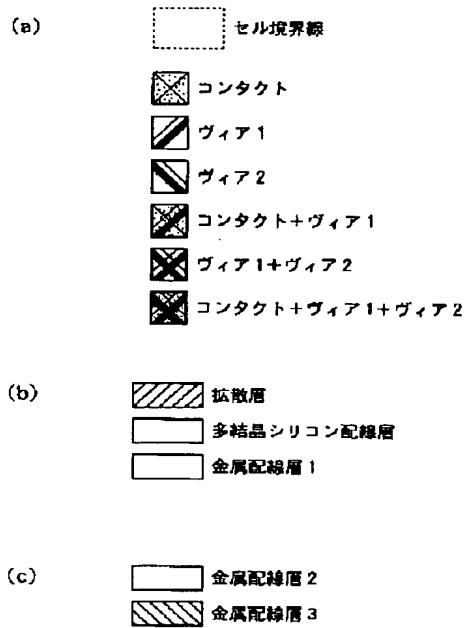 (a)
セル境界線
コンタクト
ヴィア1
ヴィア2
コンタクト+ヴィア1
ヴィア1+ヴィア2
コンタクト+ヴィア1+ヴィア2
(b)
拡散層
多結晶シリコン配線層
金属配線層1
(c)
金属配線層2
金属配線層3